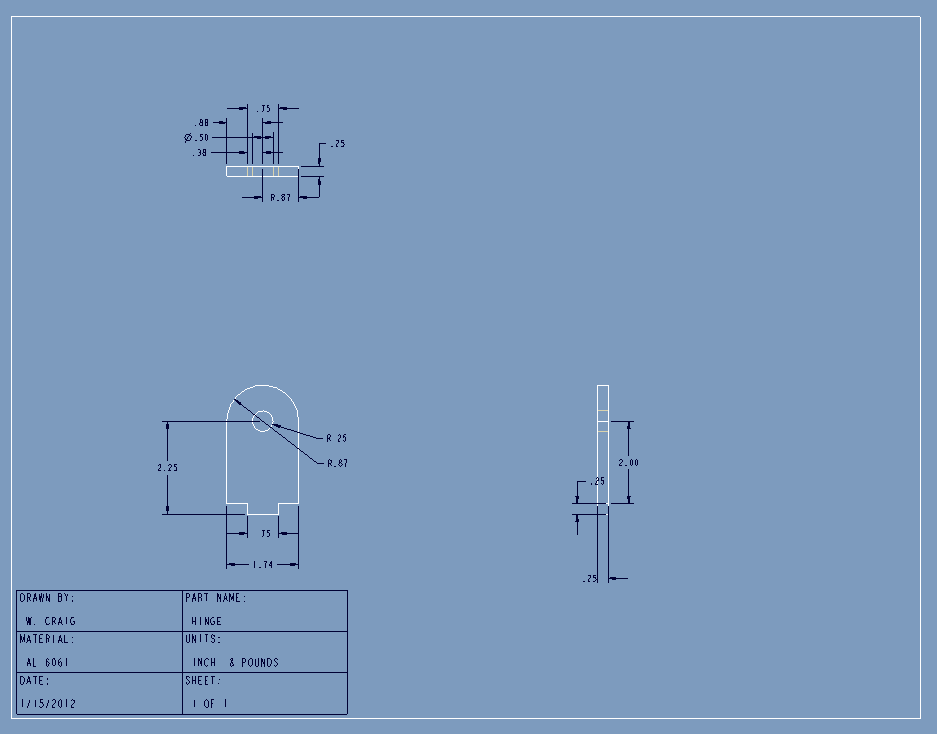 .75
.88
Ø.50
.38
.25
R.87
R.25
R.87
2.25
.75
1.74
2.00
.25
.25
DRAWN BY: PART NAME:
W. CRAIG HINGE
MATERIAL: UNITS:
AL 6061 INCH & POUNDS
DATE: SHEET:
1/15/2012 1 OF 1